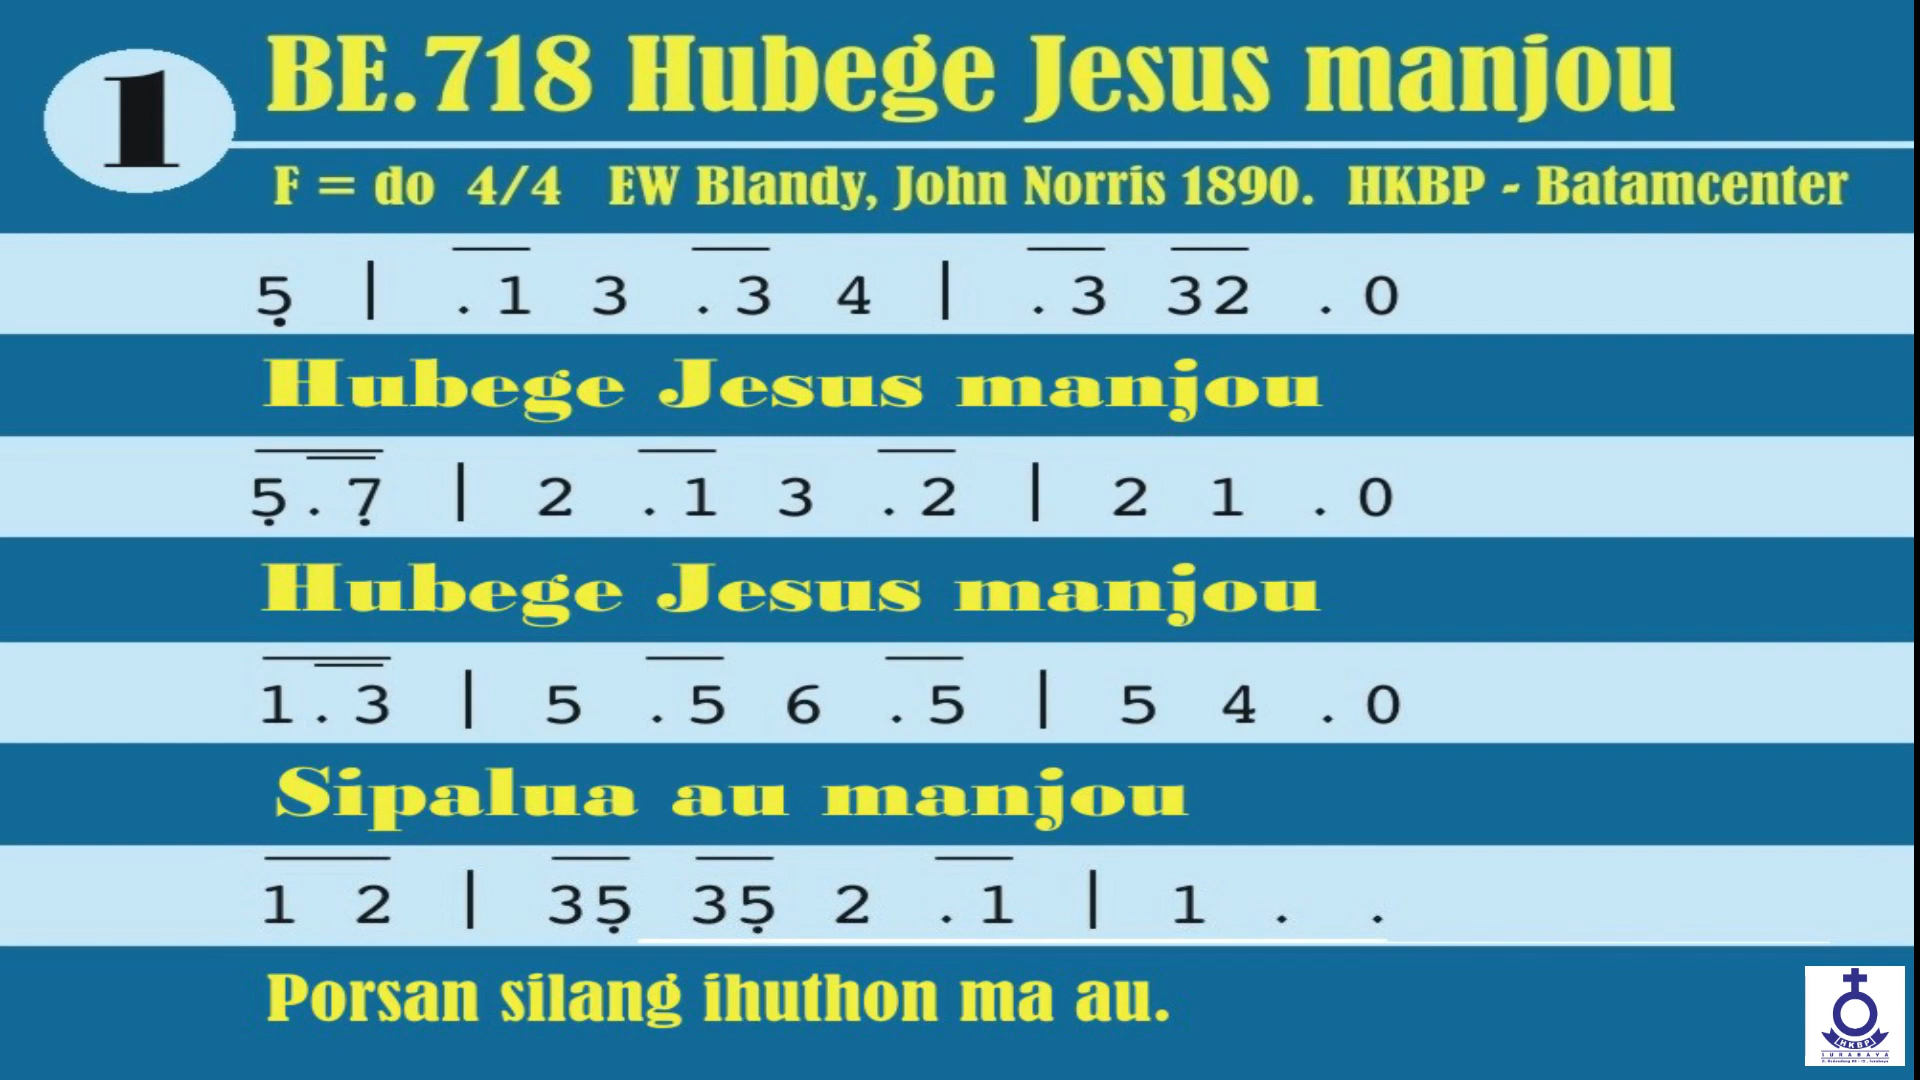 1
BE.718 Hubege Jesus manjou
F = do 4/4 EW Blandy, John Norris 1890. HKBP - Batamcenter
5̣ | .1 3 .3 4 | .3 32 . 0
Hubege Jesus manjou
5̣.7̣ | 2 .1 3 .2 | 2 1 . 0
Hubege Jesus manjou
1.3 | 5 .5 6 .5 | 5 4 . 0
Sipalua au manjou
1 2 | 35̣ 35̣ 2 .1 | 1 . .
Porsan silang ihuthon ma au.
HKBP
SURABAYA